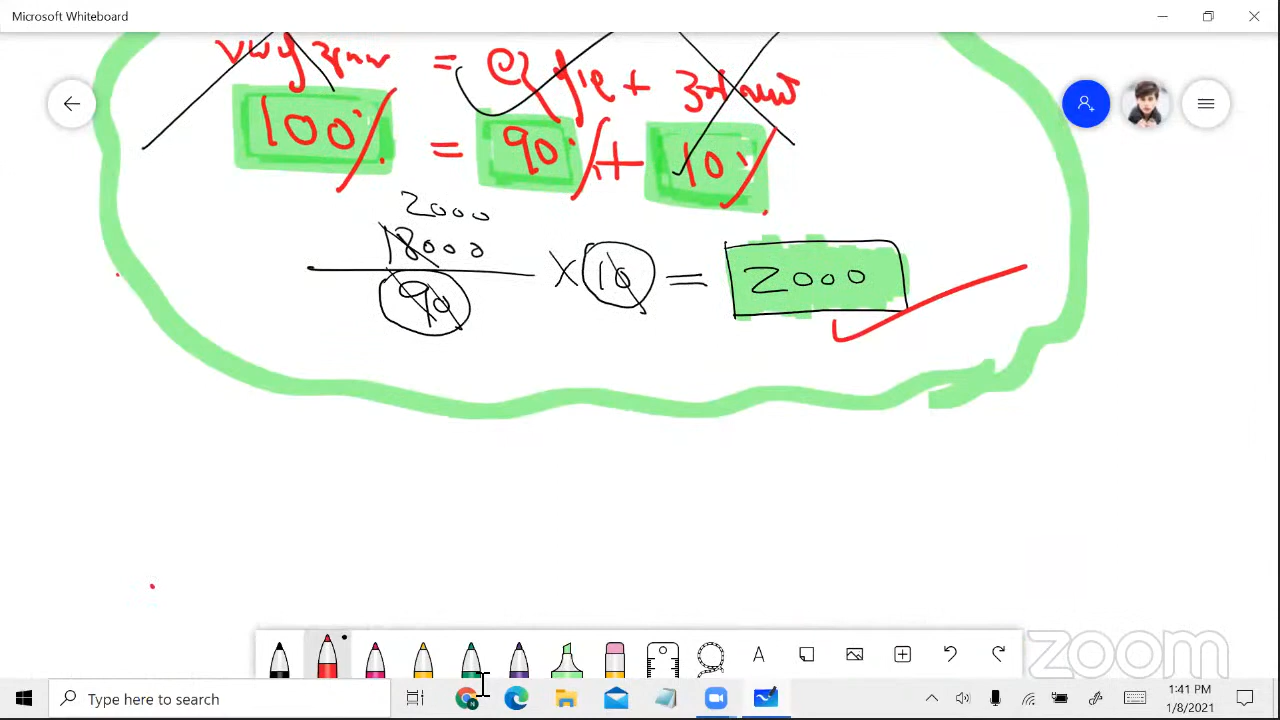 Microsoft Whiteboard
=
+
100% = 90% + 10%
2000
18000
90
× 10 = 2000
A
zoom
Type here to search
N
1:41 PM
1/8/2021